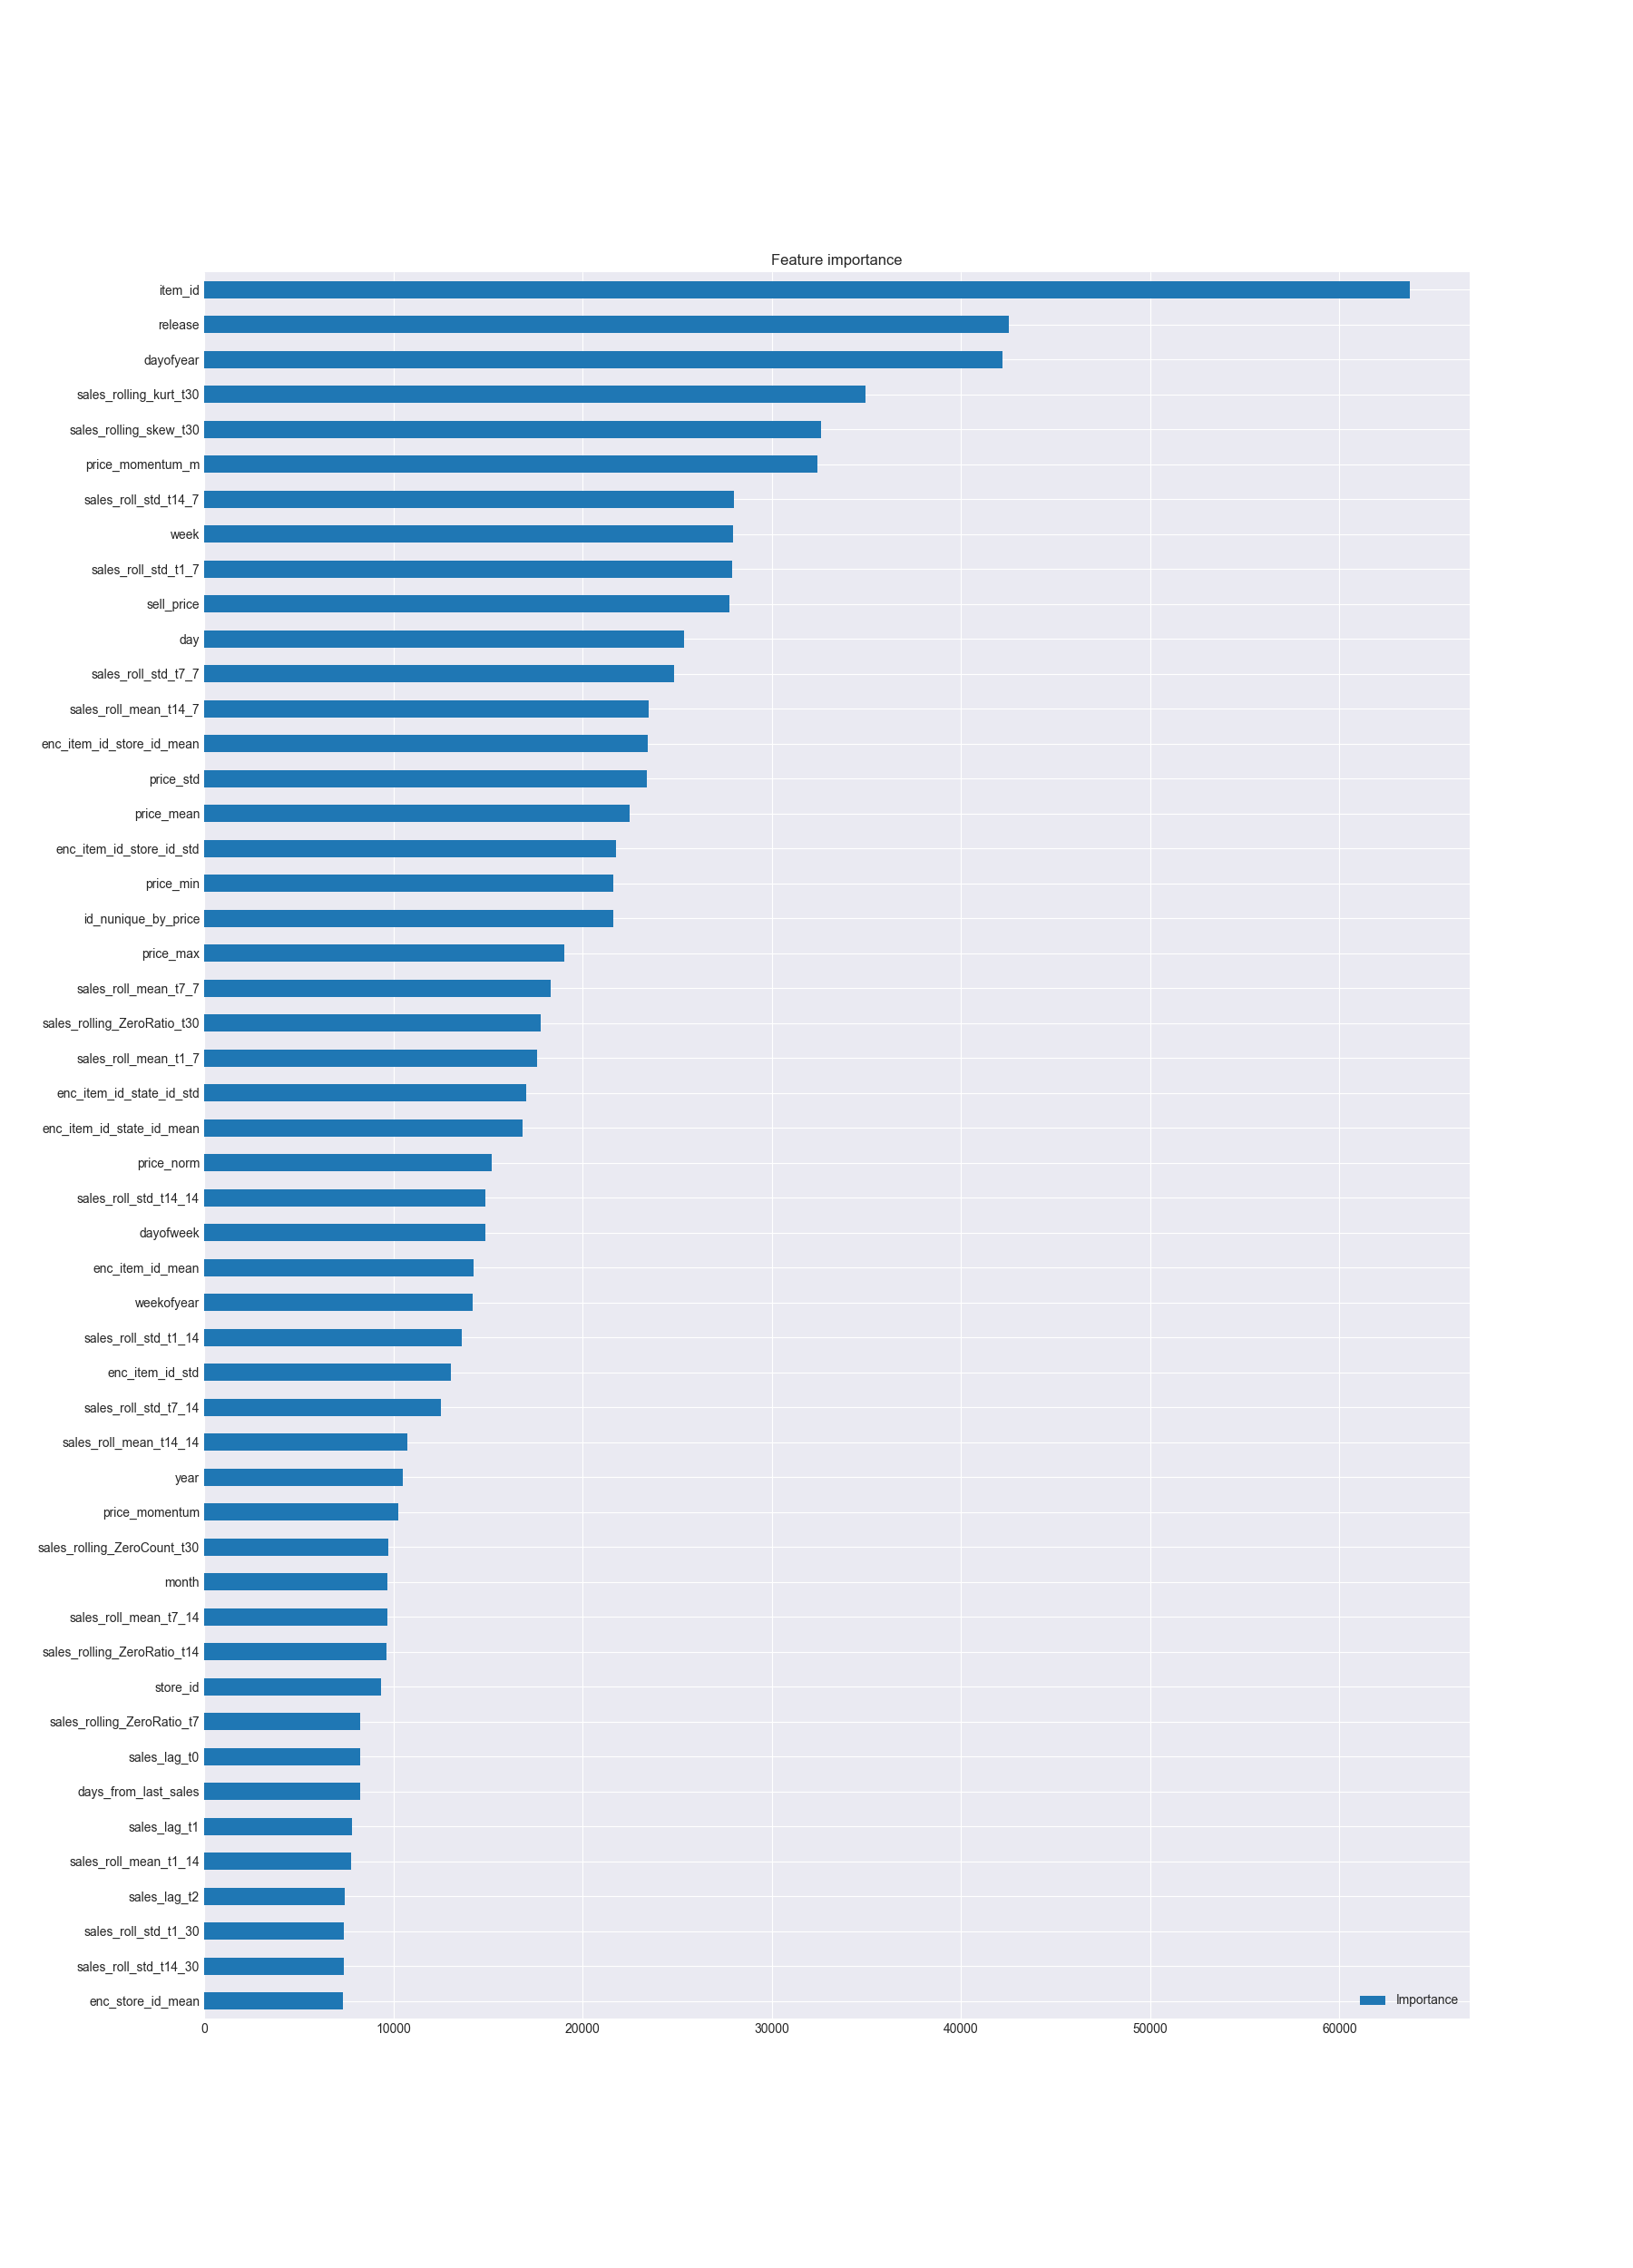 Feature importance
item_id
release
dayofyear
sales_rolling_kurt_t30
sales_rolling_skew_t30
price_momentum_m
sales_roll_std_t14_7
week
sales_roll_std_t1_7
sell_price
day
sales_roll_std_t7_7
sales_roll_mean_t14_7
enc_item_id_store_id_mean
price_std
price_mean
enc_item_id_store_id_std
price_min
id_nunique_by_price
price_max
sales_roll_mean_t7_7
sales_rolling_ZeroRatio_t30
sales_roll_mean_t1_7
enc_item_id_state_id_std
enc_item_id_state_id_mean
price_norm
sales_roll_std_t14_14
dayofweek
enc_item_id_mean
weekofyear
sales_roll_std_t1_14
enc_item_id_std
sales_roll_std_t7_14
sales_roll_mean_t14_14
year
price_momentum
sales_rolling_ZeroCount_t30
month
sales_roll_mean_t7_14
sales_rolling_ZeroRatio_t14
store_id
sales_rolling_ZeroRatio_t7
sales_lag_t0
days_from_last_sales
sales_lag_t1
sales_roll_mean_t1_14
sales_lag_t2
sales_roll_std_t1_30
sales_roll_std_t14_30
enc_store_id_mean
Importance
0 10000 20000 30000 40000 50000 60000